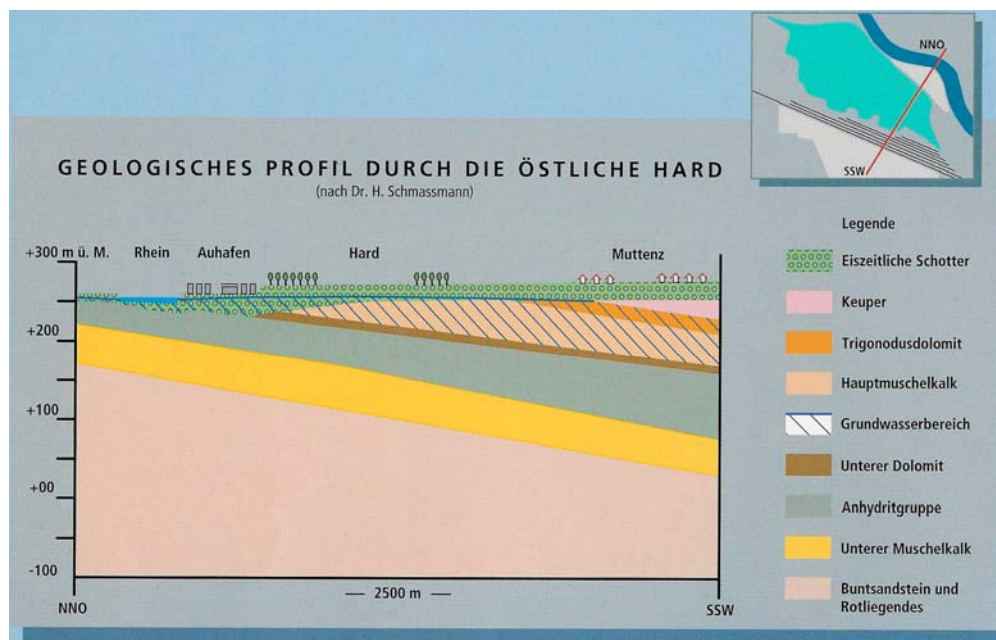 NNO
SSW
GEOLOGISCHES PROFIL DURCH DIE ÖSTLICHE HARD
(nach Dr. H. Schmassmann)
+300 m ü. M. Rhein Auhafen Hard Muttenz
+200
+100
+00
-100
NNO
2500 m
SSW
Legende
Eiszeitliche Schotter
Keuper
Trigonodusdolomit
Hauptmuschelkalk
Grundwasserbereich
Unterer Dolomit
Anhydritgruppe
Unterer Muschelkalk
Buntsandstein und
Rotliegendes